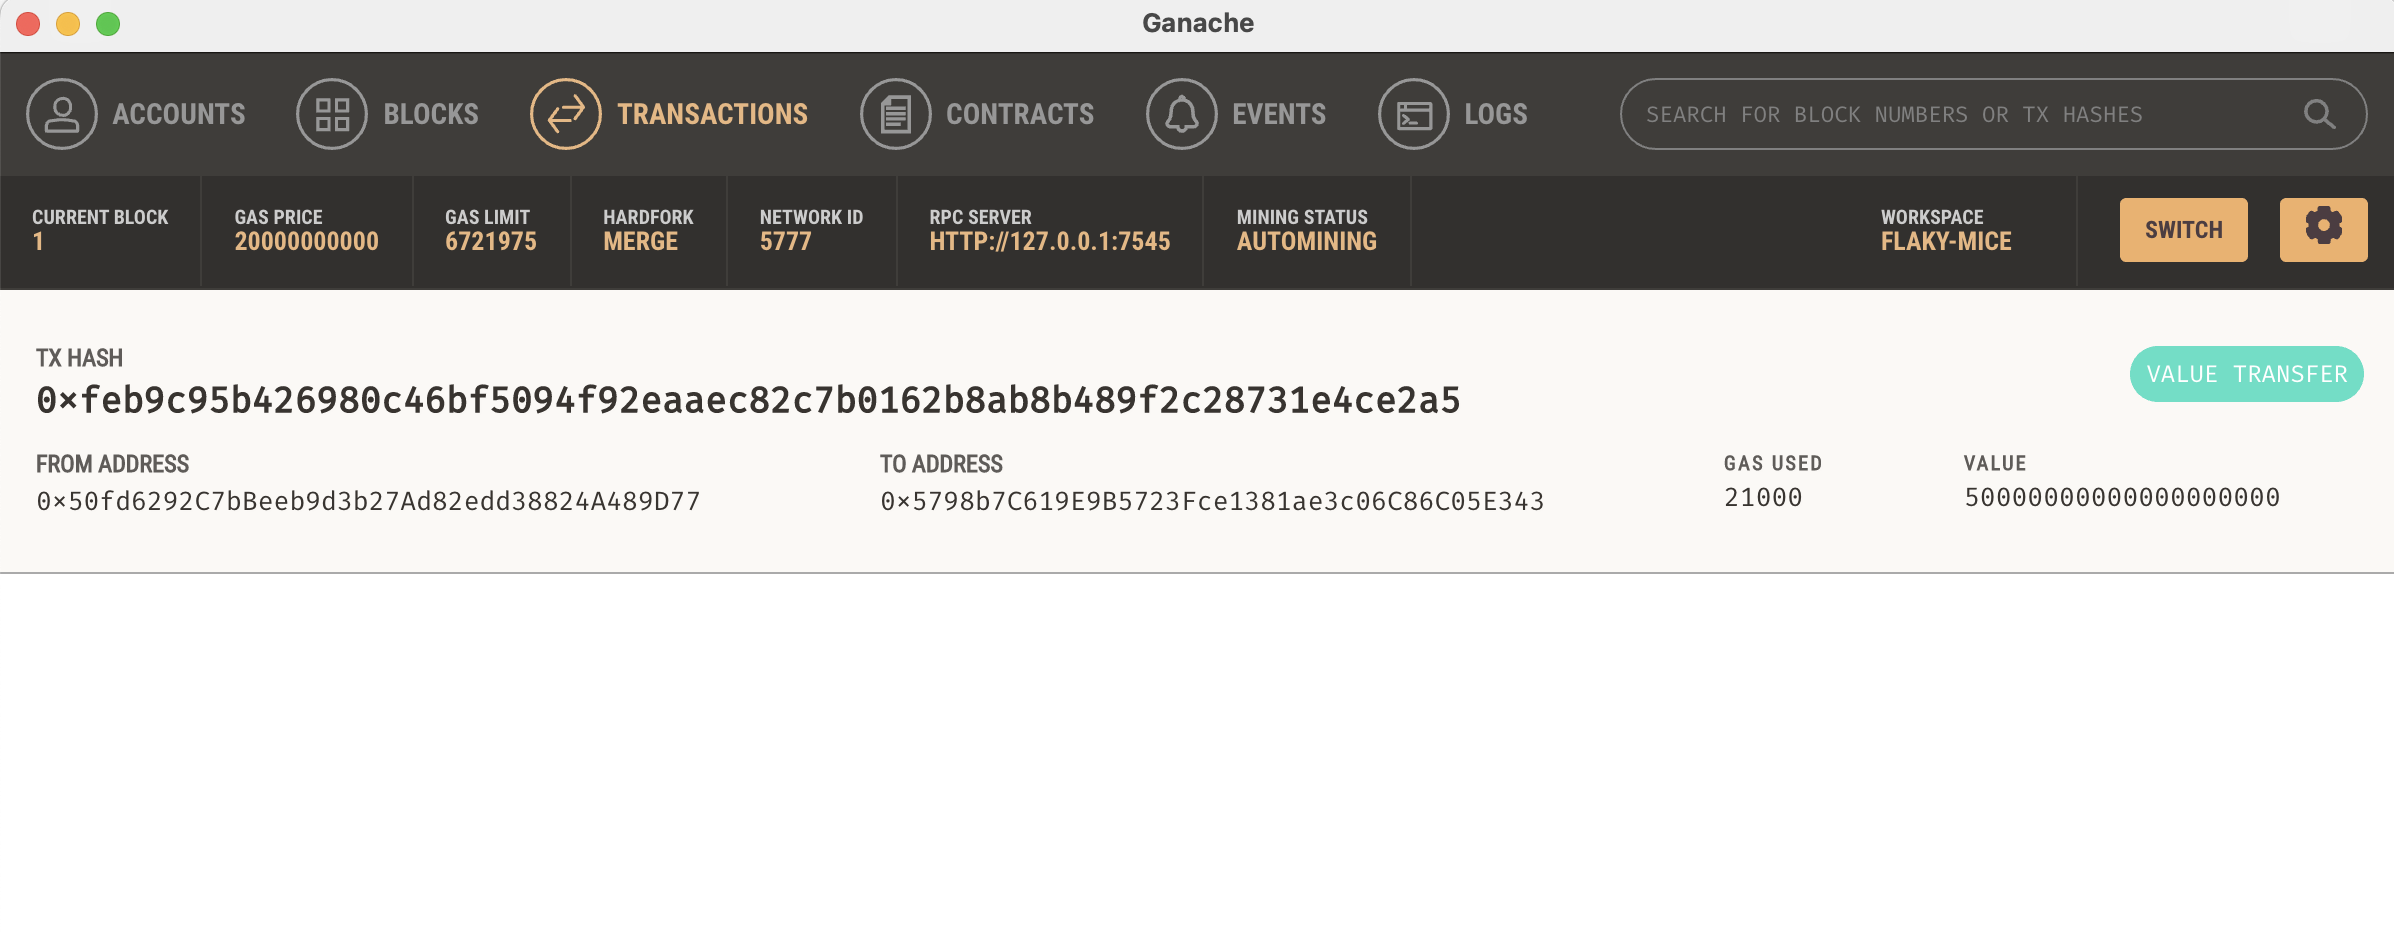 Ganache
ACCOUNTS BLOCKS TRANSACTIONS CONTRACTS EVENTS LOGS SEARCH FOR BLOCK NUMBERS OR TX HASHES
CURRENT BLOCK GAS PRICE GAS LIMIT HARDFORK NETWORK ID RPC SERVER MINING STATUS WORKSPACE
1 20000000000 6721975 MERGE 5777 HTTP://127.0.0.1:7545 AUTOMINING FLAKY-MICE SWITCH
TX HASH
0×feb9c95b426980c46bf5094f92eaaec82c7b0162b8ab8b489f2c28731e4ce2a5 VALUE TRANSFER
FROM ADDRESS TO ADDRESS GAS USED VALUE
0×50fd6292C7bBeeb9d3b27Ad82edd38824A489D77 0×5798b7C619E9B5723Fce1381ae3c06C86C05E343 21000 50000000000000000000